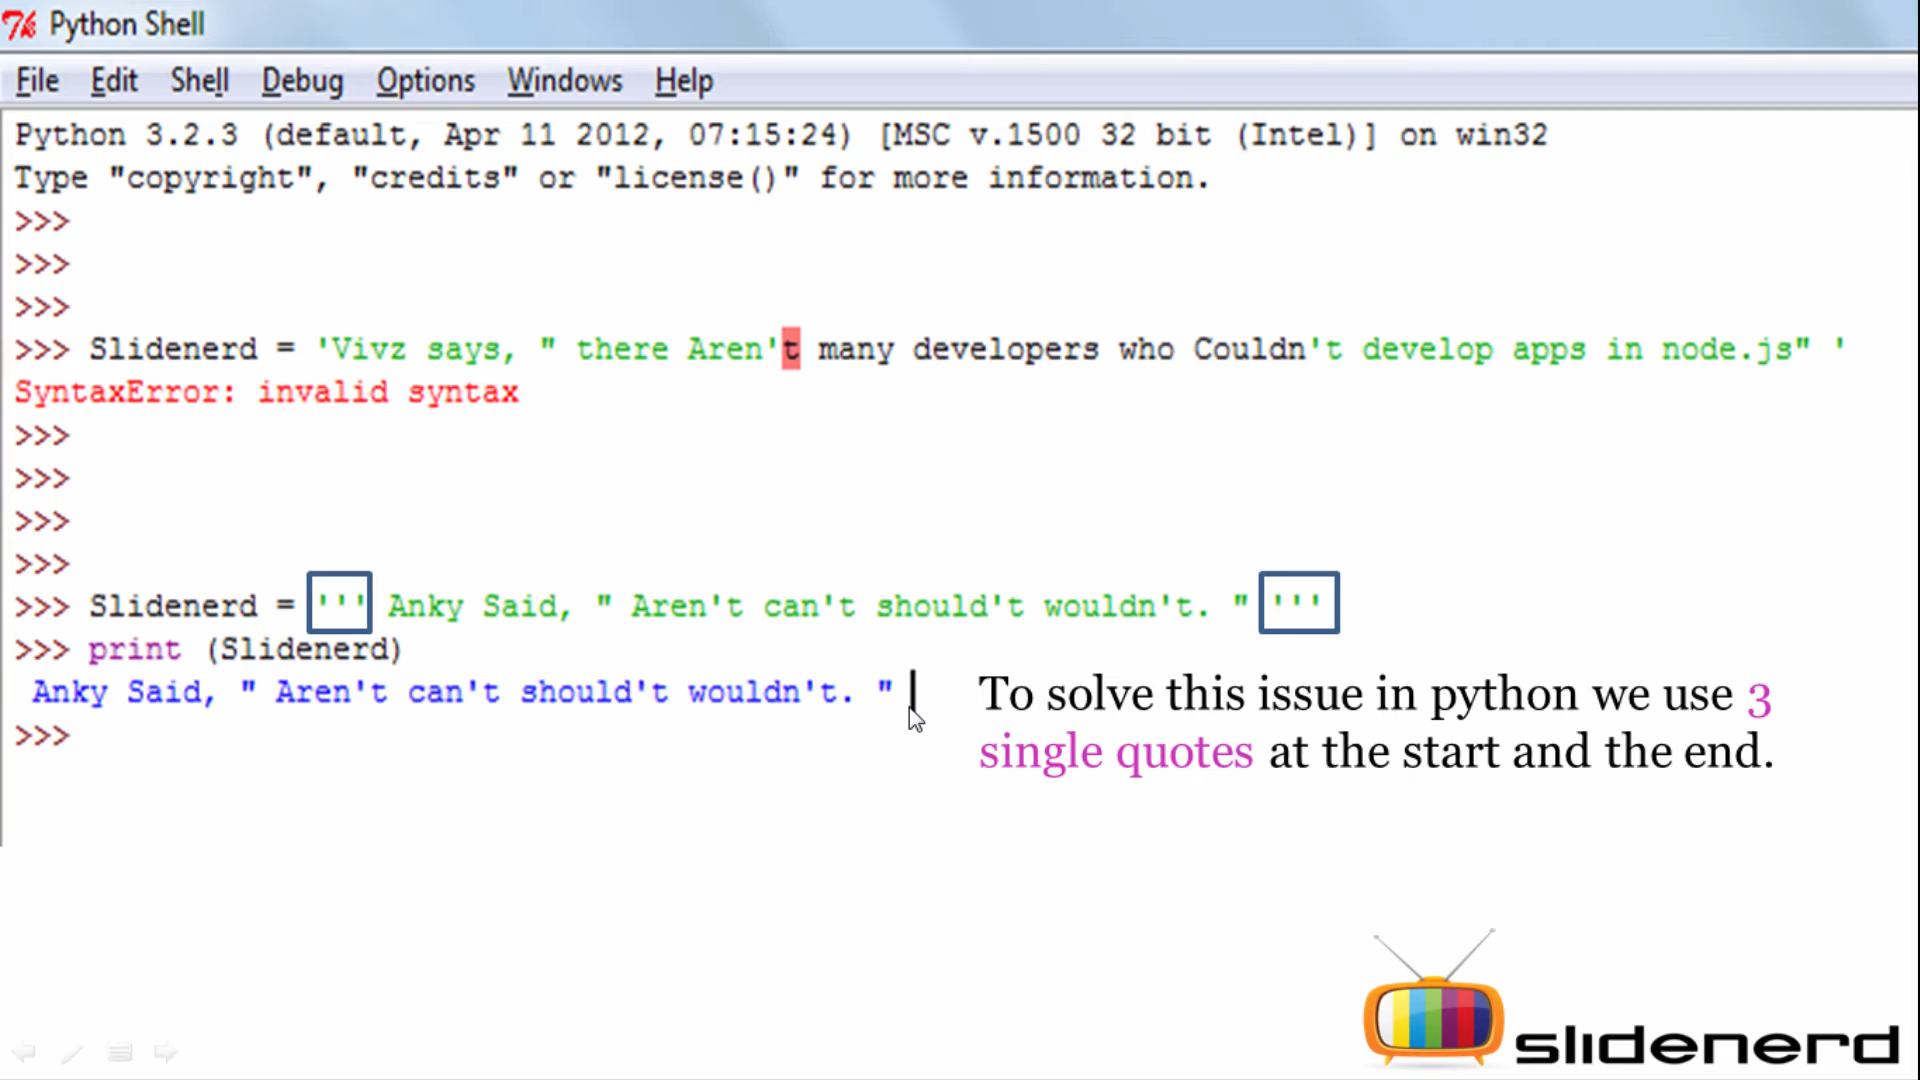 Python Shell
File Edit Shell Debug Options Windows Help
Python 3.2.3 (default, Apr 11 2012, 07:15:24) [MSC v.1500 32 bit (Intel)] on win32
Type "copyright", "credits" or "license()" for more information.
>>>
>>>
>>>
>>> Slidenerd = 'Vivz says, " there Aren't many developers who Couldn't develop apps in node.js" '
SyntaxError: invalid syntax
>>>
>>>
>>>
>>>
>>> Slidenerd = ''' Anky Said, " Aren't can't should't wouldn't. " '''
>>> print (Slidenerd)
Anky Said, " Aren't can't should't wouldn't. "
>>>
To solve this issue in python we use 3
single quotes at the start and the end.
slidenerd